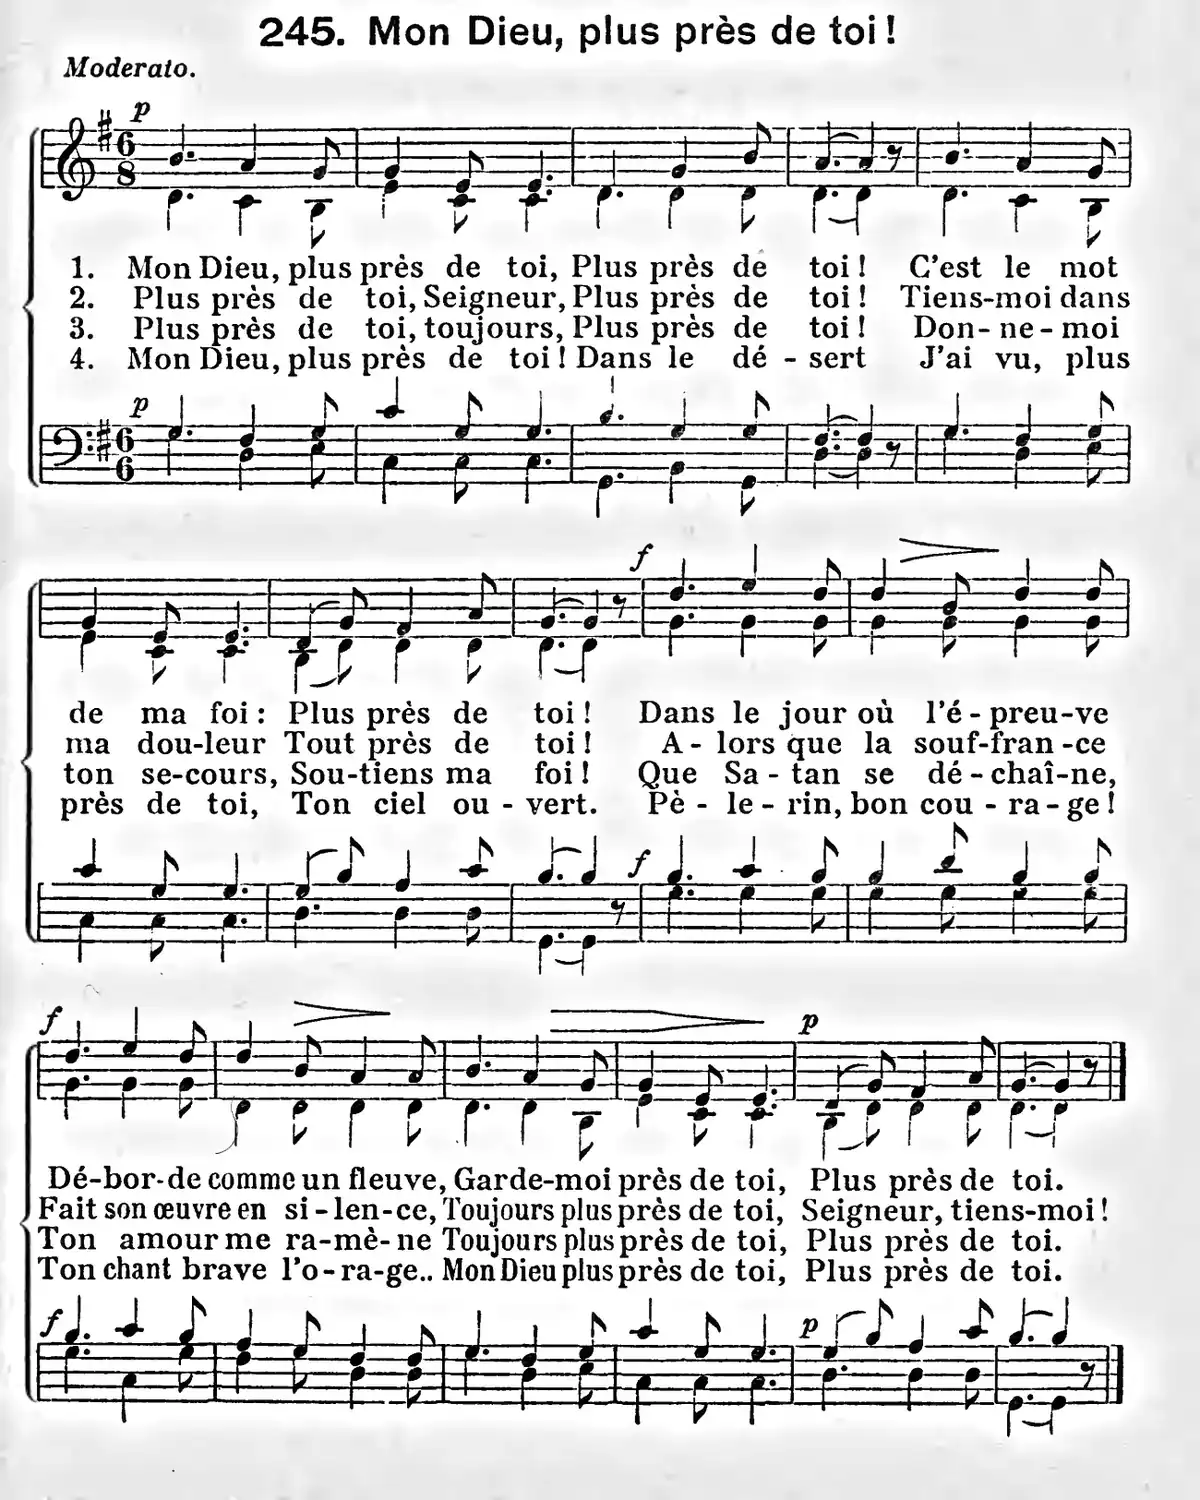 245. Mon Dieu, plus près de toi !
Moderato.
p
6
8
1. Mon Dieu, plus près de toi, Plus près de toi ! C'est le mot
2. Plus près de toi, Seigneur, Plus près de toi ! Tiens-moi dans
3. Plus près de toi, toujours, Plus près de toi ! Don-ne-moi
4. Mon Dieu, plus près de toi ! Dans le dé-sert J'ai vu, plus
p
6
6
f
de ma foi : Plus près de toi ! Dans le jour où l'é-preu-ve
ma dou-leur Tout près de toi ! A-lors que la souf-fran-ce
ton se-cours, Sou-tiens ma foi ! Que Sa-tan se dé-chaî-ne,
près de toi, Ton ciel ou-vert. Pè-le-rin, bon cou-ra-ge !
f
f p
Dé-bor-de comme un fleuve, Garde-moi près de toi, Plus près de toi.
Fait son œuvre en si-len-ce, Toujours plus près de toi, Seigneur, tiens-moi !
Ton amour me ra-mè-ne Toujours plus près de toi, Plus près de toi.
Ton chant brave l'o-ra-ge.. Mon Dieu plus près de toi, Plus près de toi.
f p